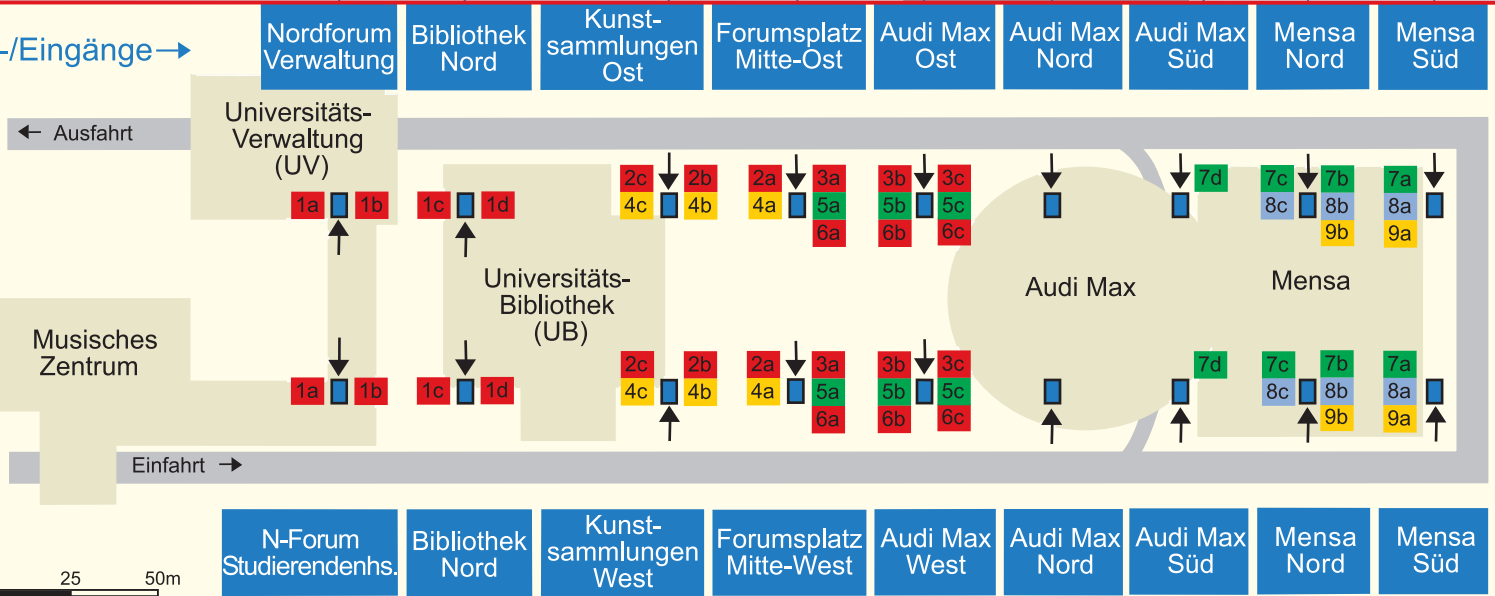 -/Eingänge→
Nordforum
Verwaltung
Bibliothek
Nord
Kunst-
sammlungen
Ost
Forumsplatz
Mitte-Ost
Audi Max
Ost
Audi Max
Nord
Audi Max
Süd
Mensa
Nord
Mensa
Süd
← Ausfahrt
Universitäts-
Verwaltung
(UV)
1a 1b 1c 1d
2c 2b 2a 3a 3b 3c 7d 7c 7b 7a
4c 4b 4a 5a 5b 5c 8c 8b 8a
6a 6b 6c 9b 9a
Universitäts-
Bibliothek
(UB)
Audi Max
Mensa
Musisches
Zentrum
2c 2b 2a 3a 3b 3c 7d 7c 7b 7a
1a 1b 1c 1d 4c 4b 4a 5a 5b 5c 8c 8b 8a
6a 6b 6c 9b 9a
Einfahrt →
N-Forum
Studierendenhs.
Bibliothek
Nord
Kunst-
sammlungen
West
Forumsplatz
Mitte-West
Audi Max
West
Audi Max
Nord
Audi Max
Süd
Mensa
Nord
Mensa
Süd
25 50m